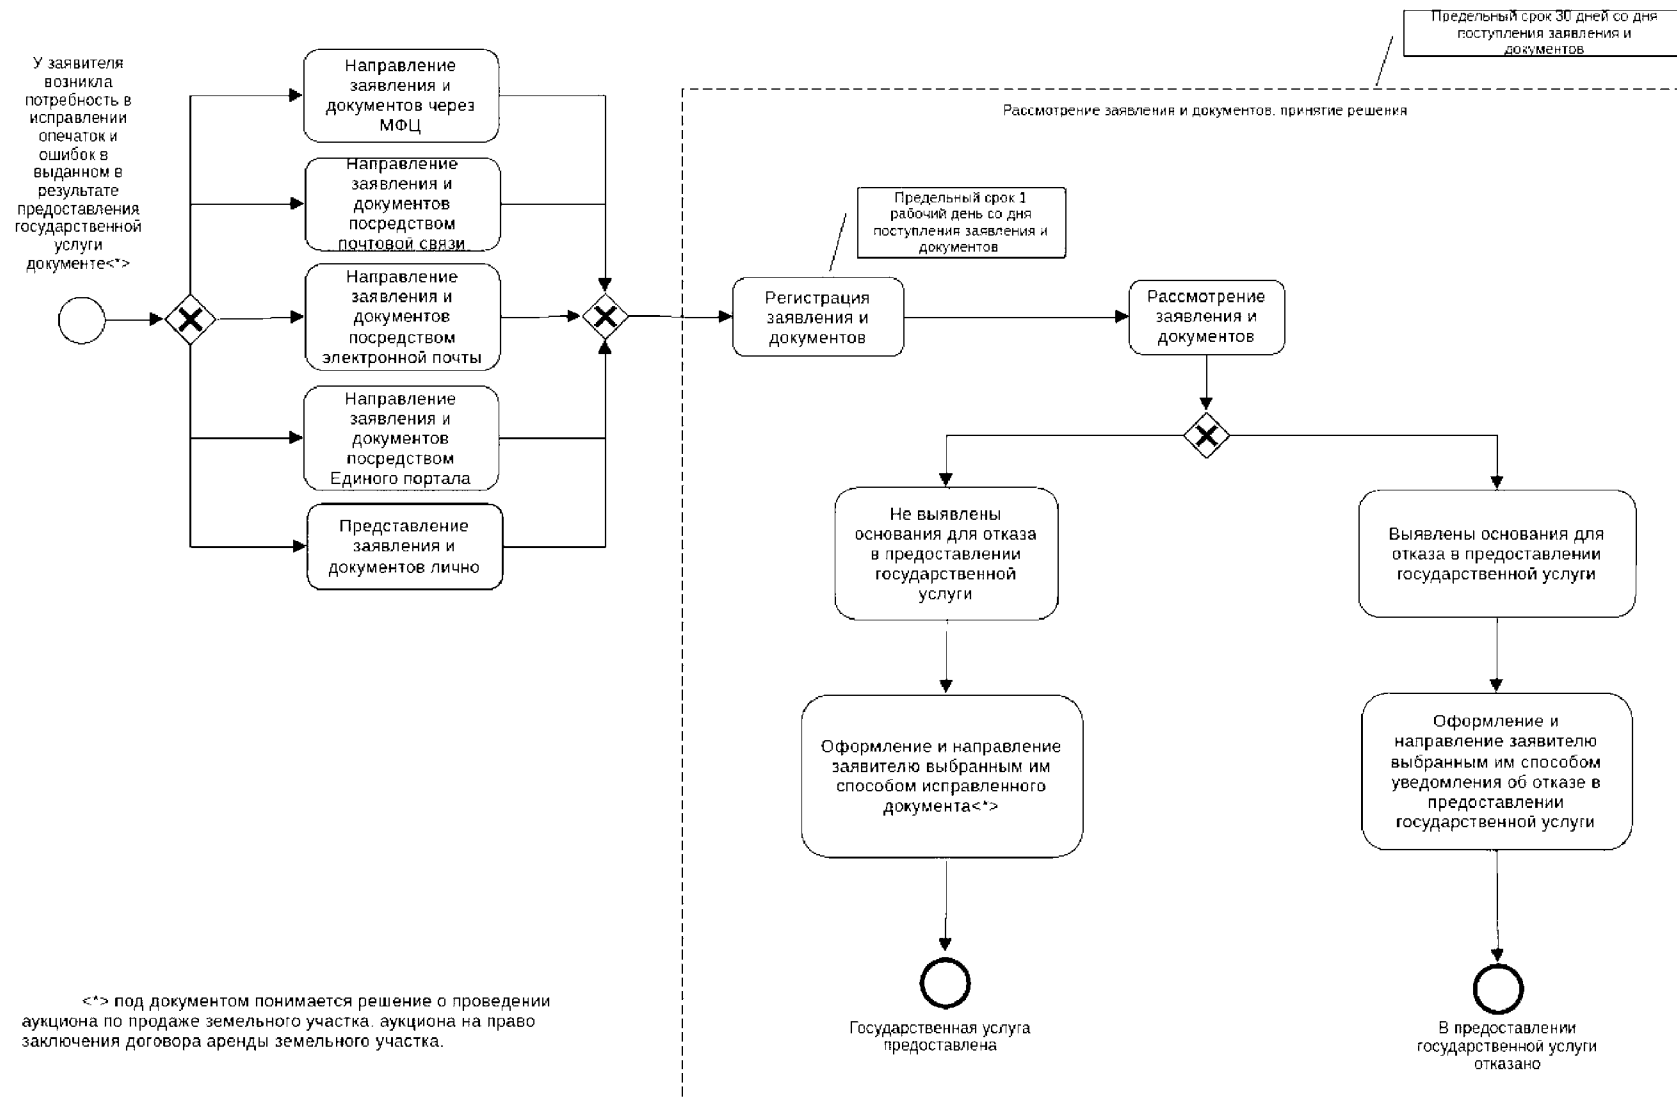 Предельный срок 30 дней со дня
поступления заявления и
документов
У заявителя
возникла
потребность в
исправлении
опечаток и
ошибок в
выданном в
результате
предоставления
государственной
услуги
документе<*>
Направление
заявления и
документов через
МФЦ
Направление
заявления и
документов
посредством
почтовой связи
Направление
заявления и
документов
посредством
электронной почты
Направление
заявления и
документов
посредством
Единого портала
Представление
заявления и
документов лично
Рассмотрение заявления и документов. принятие решения
Предельный срок 1
рабочий день со дня
поступления заявления и
документов
Регистрация
заявления и
документов
Рассмотрение
заявления и
документов
Не выявлены
основания для отказа
в предоставлении
государственной
услуги
Выявлены основания для
отказа в предоставлении
государственной услуги
Оформление и направление
заявителю выбранным им
способом исправленного
документа<*>
Оформление и
направление заявителю
выбранным им способом
уведомления об отказе в
предоставлении
государственной услуги
Государственная услуга
предоставлена
В предоставлении
государственной услуги
отказано
<*> под документом понимается решение о проведении
аукциона по продаже земельного участка. аукциона на право
заключения договора аренды земельного участка.